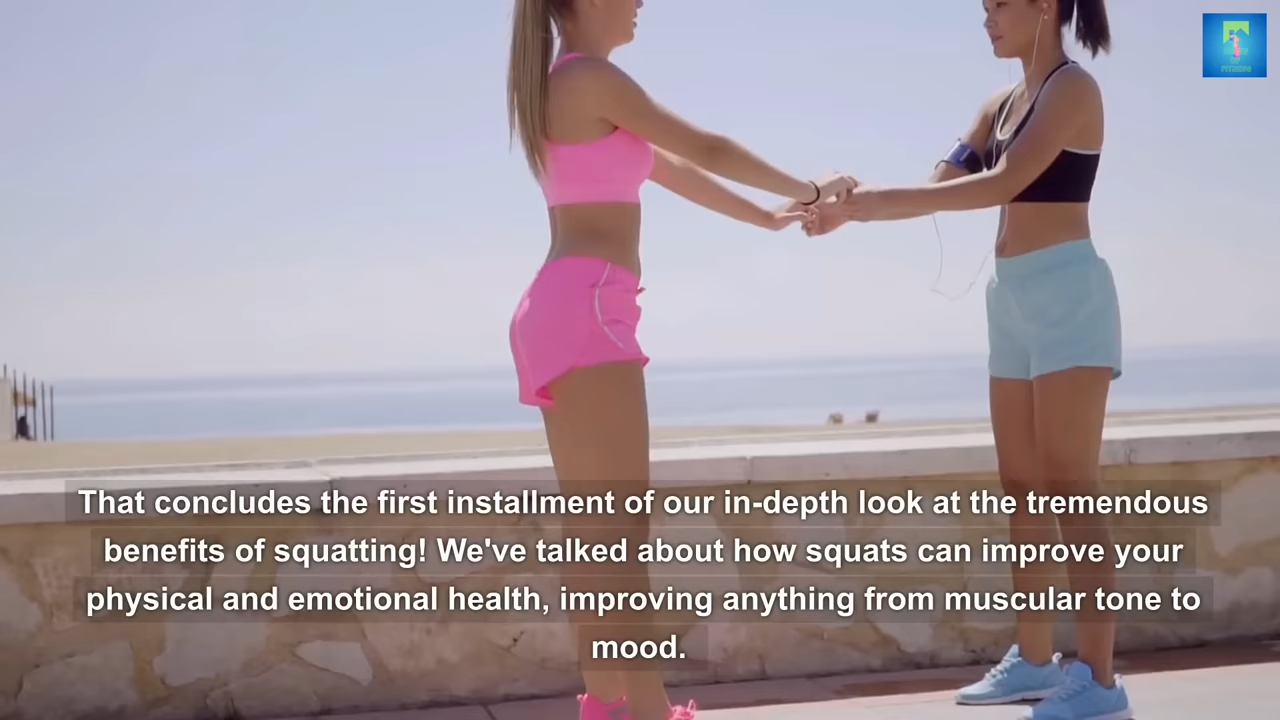 FITNESS
That concludes the first installment of our in-depth look at the tremendous
benefits of squatting! We've talked about how squats can improve your
physical and emotional health, improving anything from muscular tone to
mood.